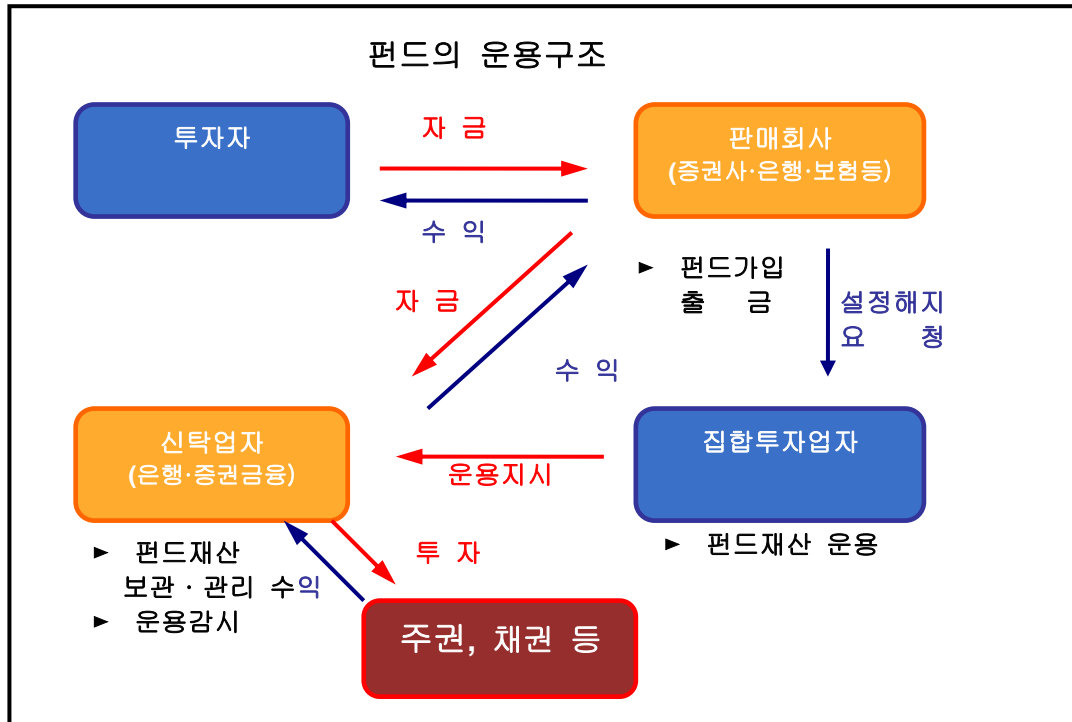 펀드의 운용구조
투자자
자 금
판매회사
(증권사·은행·보험등)
수 익
► 펀드가입
출 금
자 금
설정해지
요 청
수 익
신탁업자
(은행·증권금융)
집합투자업자
운용지시
► 펀드재산
보관·관리 수익
► 운용감시
투 자
► 펀드재산 운용
주권, 채권 등